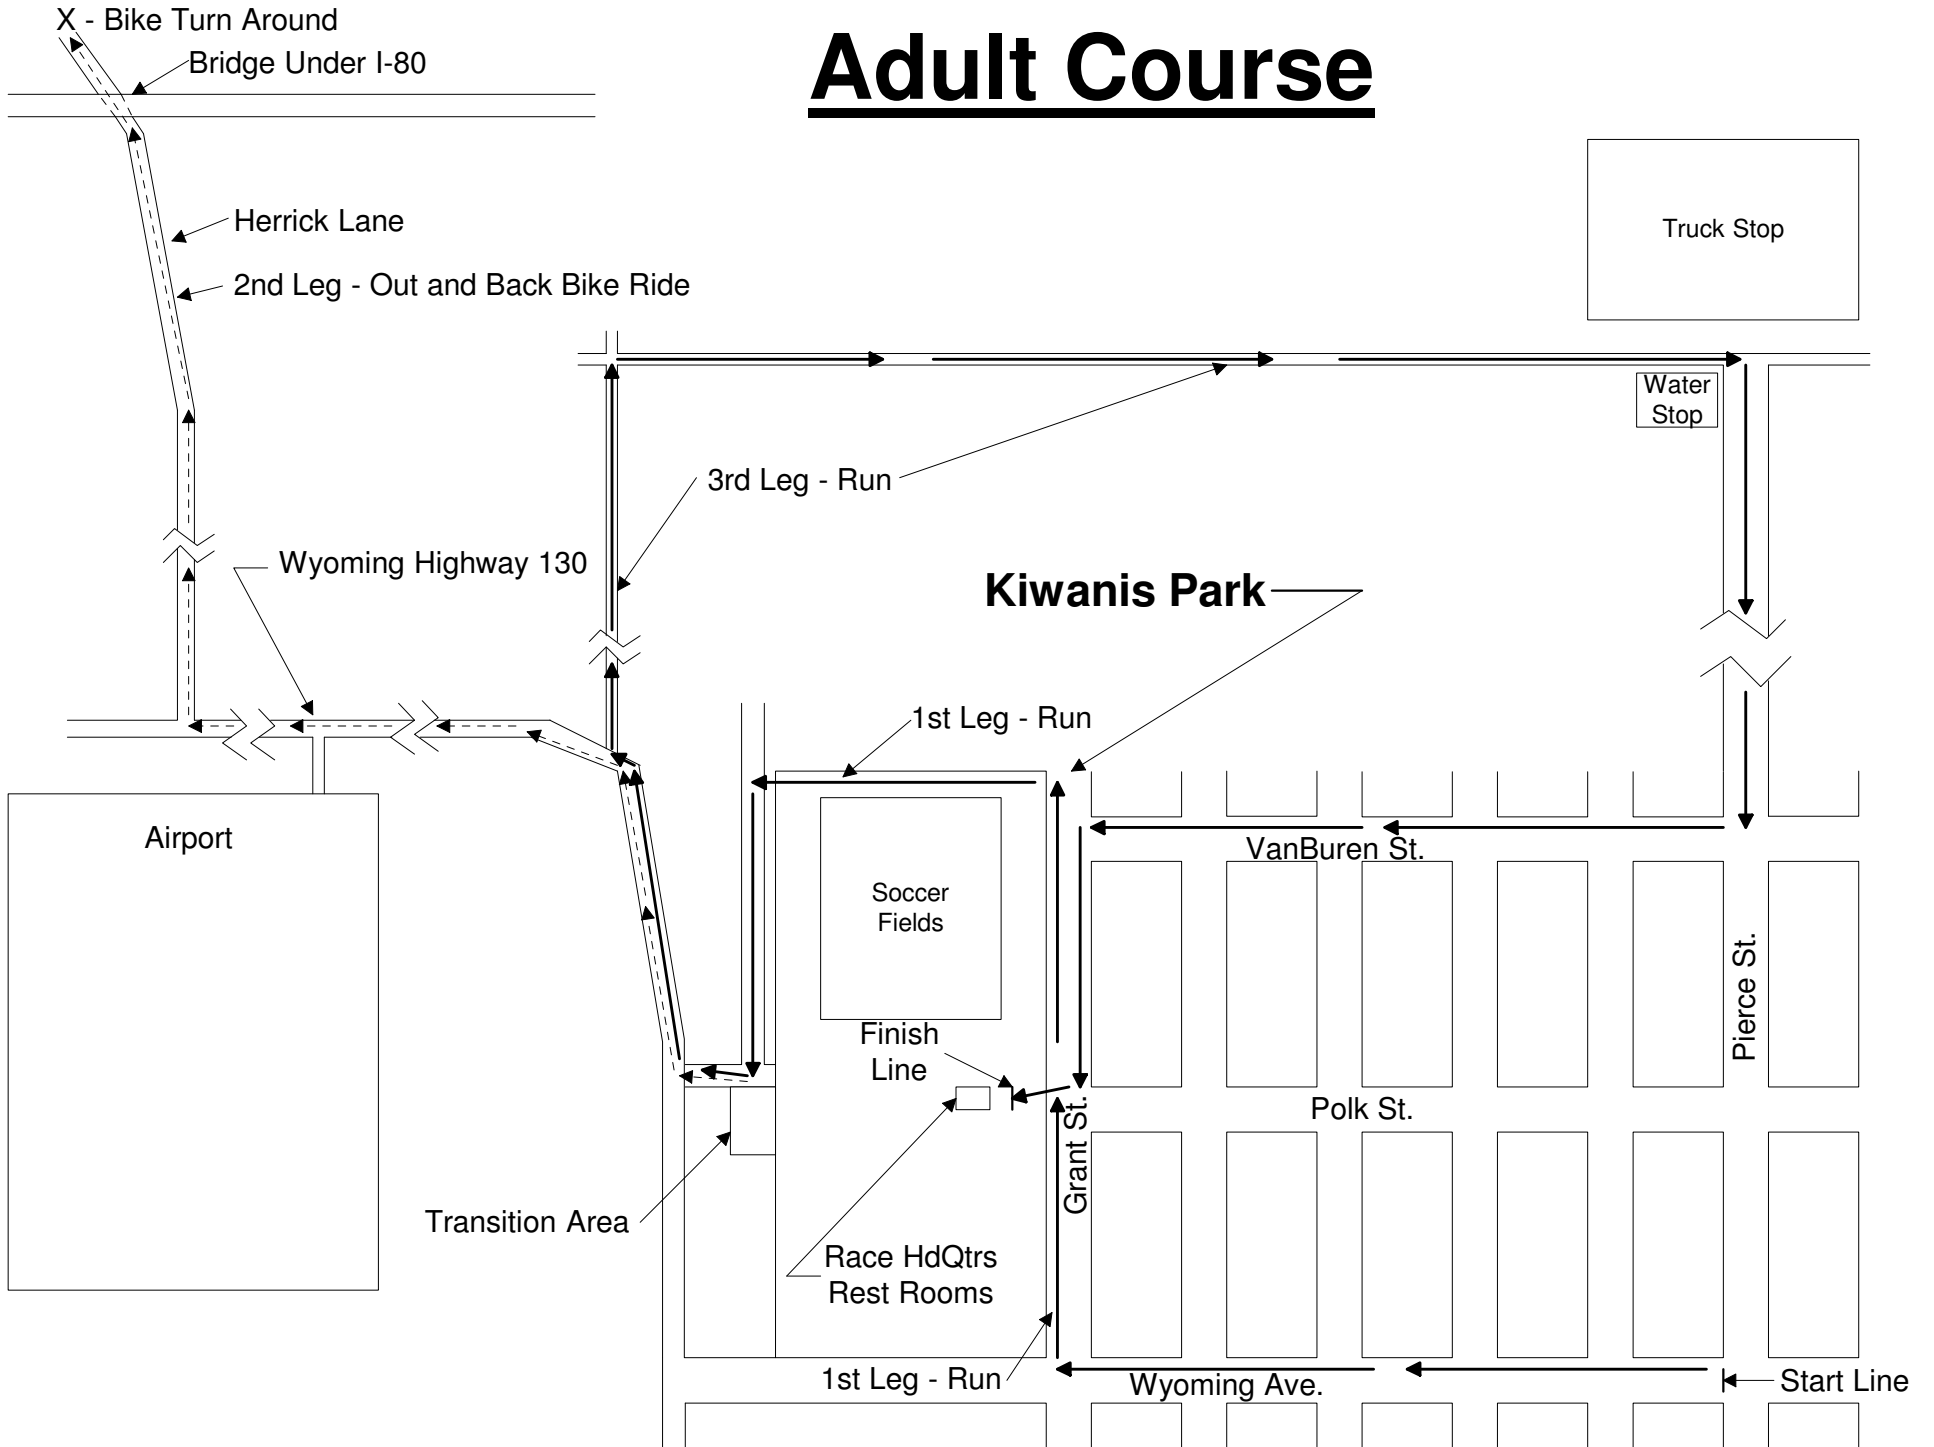 X - Bike Turn Around
Adult Course
Bridge Under I-80
Herrick Lane
Truck Stop
2nd Leg - Out and Back Bike Ride
Water
Stop
3rd Leg - Run
Wyoming Highway 130
Kiwanis Park
1st Leg - Run
Airport
VanBuren St.
Soccer
Fields
Pierce St.
Finish
Line
Polk St.
Grant St.
Transition Area
Race HdQtrs
Rest Rooms
1st Leg - Run
Wyoming Ave.
Start Line